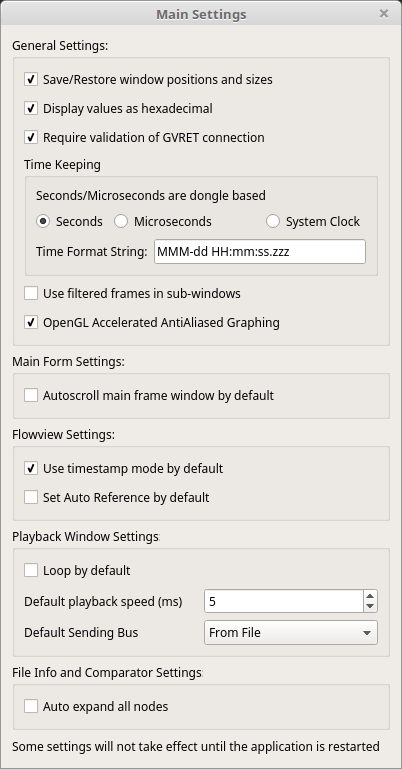 Main Settings
General Settings:
Save/Restore window positions and sizes
Display values as hexadecimal
Require validation of GVRET connection
Time Keeping
Seconds/Microseconds are dongle based
Seconds Microseconds System Clock
Time Format String: MMM-dd HH:mm:ss.zzz
Use filtered frames in sub-windows
OpenGL Accelerated AntiAliased Graphing
Main Form Settings:
Autoscroll main frame window by default
Flowview Settings:
Use timestamp mode by default
Set Auto Reference by default
Playback Window Settings:
Loop by default
Default playback speed (ms) 5
Default Sending Bus From File
File Info and Comparator Settings:
Auto expand all nodes
Some settings will not take effect until the application is restarted